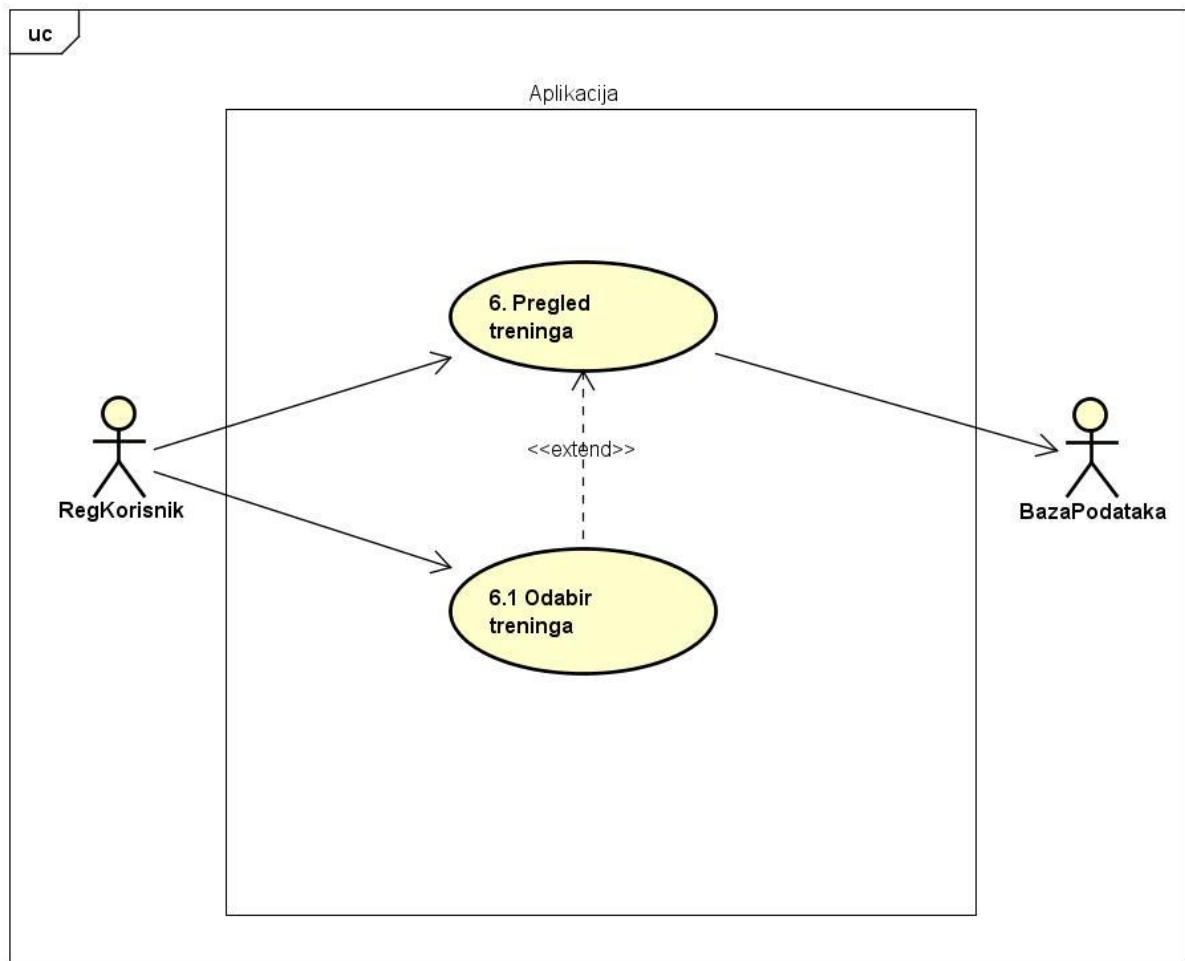 uc
Aplikacija
6. Pregled
treninga
<<extend>>
RegKorisnik
BazaPodataka
6.1 Odabir
treninga